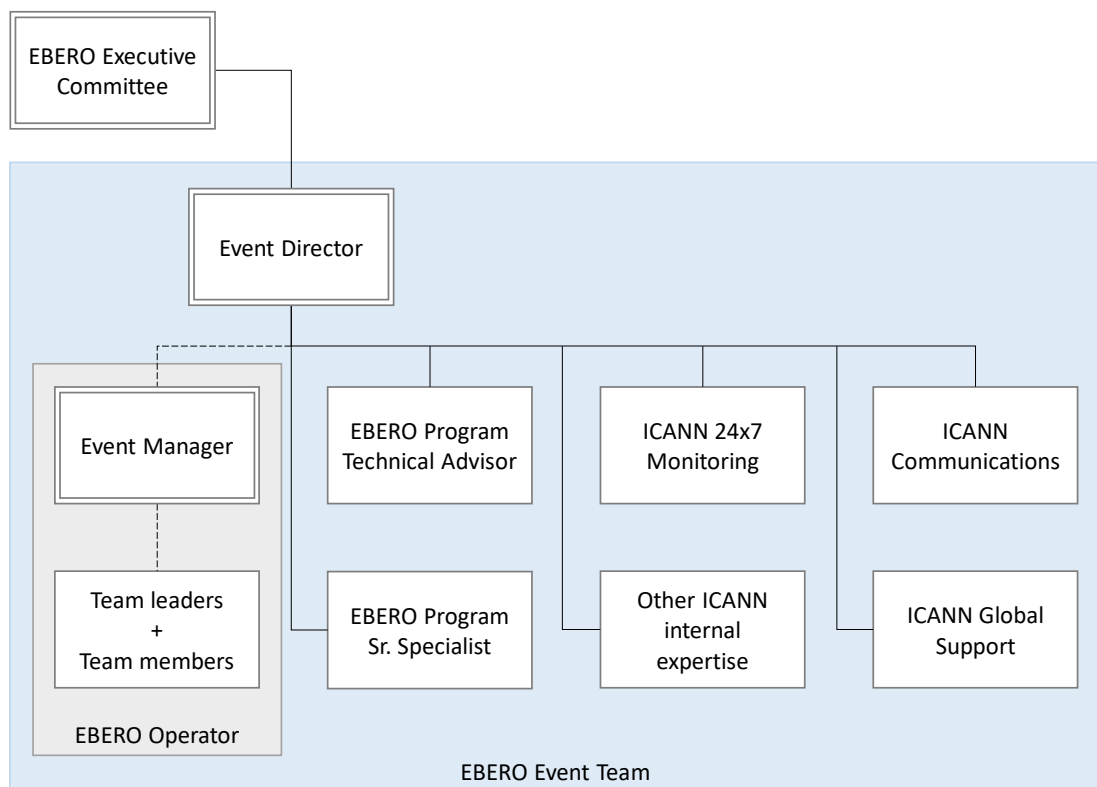 EBERO Executive
Committee
Event Director
Event Manager
EBERO Program
Technical Advisor
ICANN 24x7
Monitoring
ICANN
Communications
Team leaders
+
Team members
EBERO Program
Sr. Specialist
Other ICANN
internal
expertise
ICANN Global
Support
EBERO Operator
EBERO Event Team